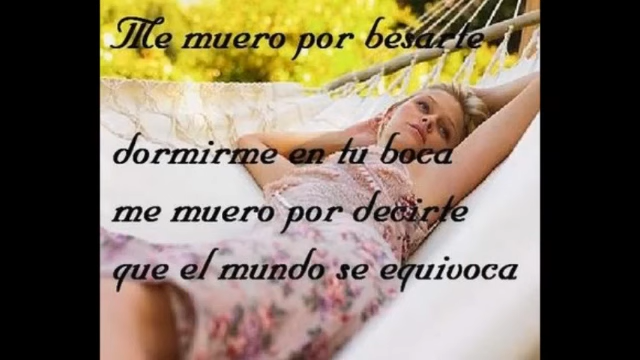 Me muero por besarte
dormirme en tu boca
me muero por decirte
que el mundo se equivoca